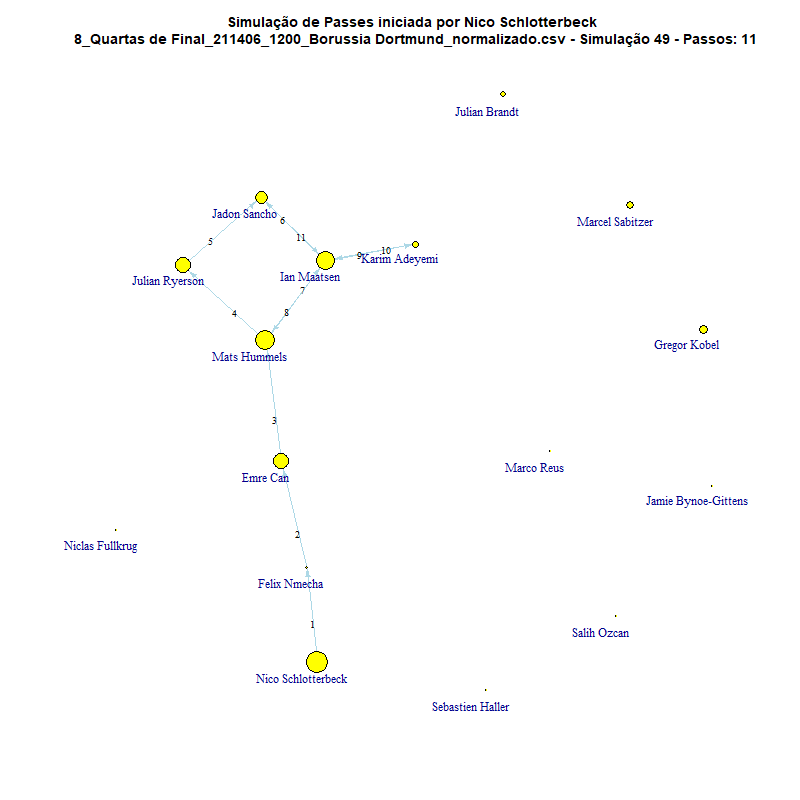 Simulação de Passes iniciada por Nico Schlotterbeck
8_Quartas de Final_211406_1200_Borussia Dortmund_normalizado.csv - Simulação 49 - Passos: 11
Julian Brandt
Jadon Sancho
6
Marcel Sabitzer
5
11
10
9
Karim Adeyemi
Julian Ryerson
Ian Maatsen
7
4
8
Gregor Kobel
Mats Hummels
3
Marco Reus
Emre Can
Jamie Bynoe-Gittens
2
Niclas Fullkrug
Felix Nmecha
1
Salih Ozcan
Nico Schlotterbeck
Sebastien Haller